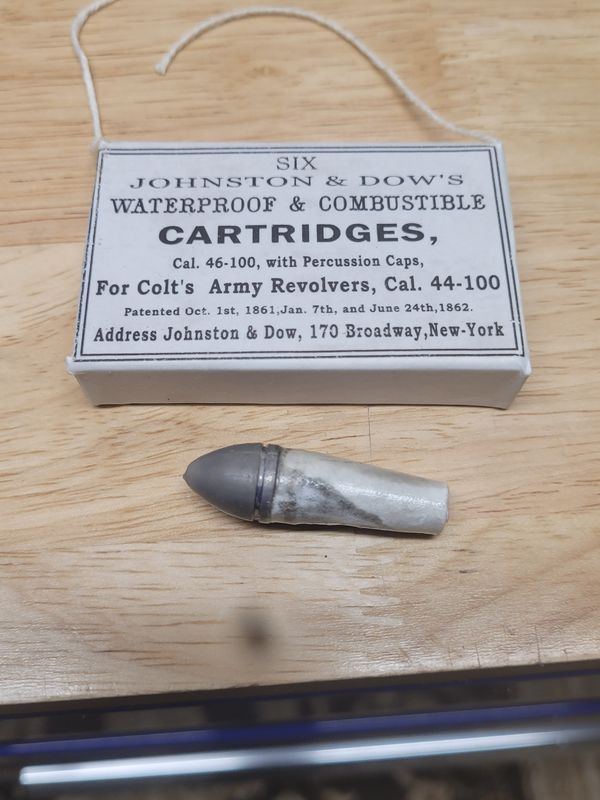 SIX
JOHNSTON & DOW'S
WATERPROOF & COMBUSTIBLE
CARTRIDGES,
Cal. 46-100, with Percussion Caps,
For Colt's Army Revolvers, Cal. 44-100
Patented Oct. 1st, 1861,Jan. 7th, and June 24th,1862.
Address Johnston & Dow, 170 Broadway,New-York